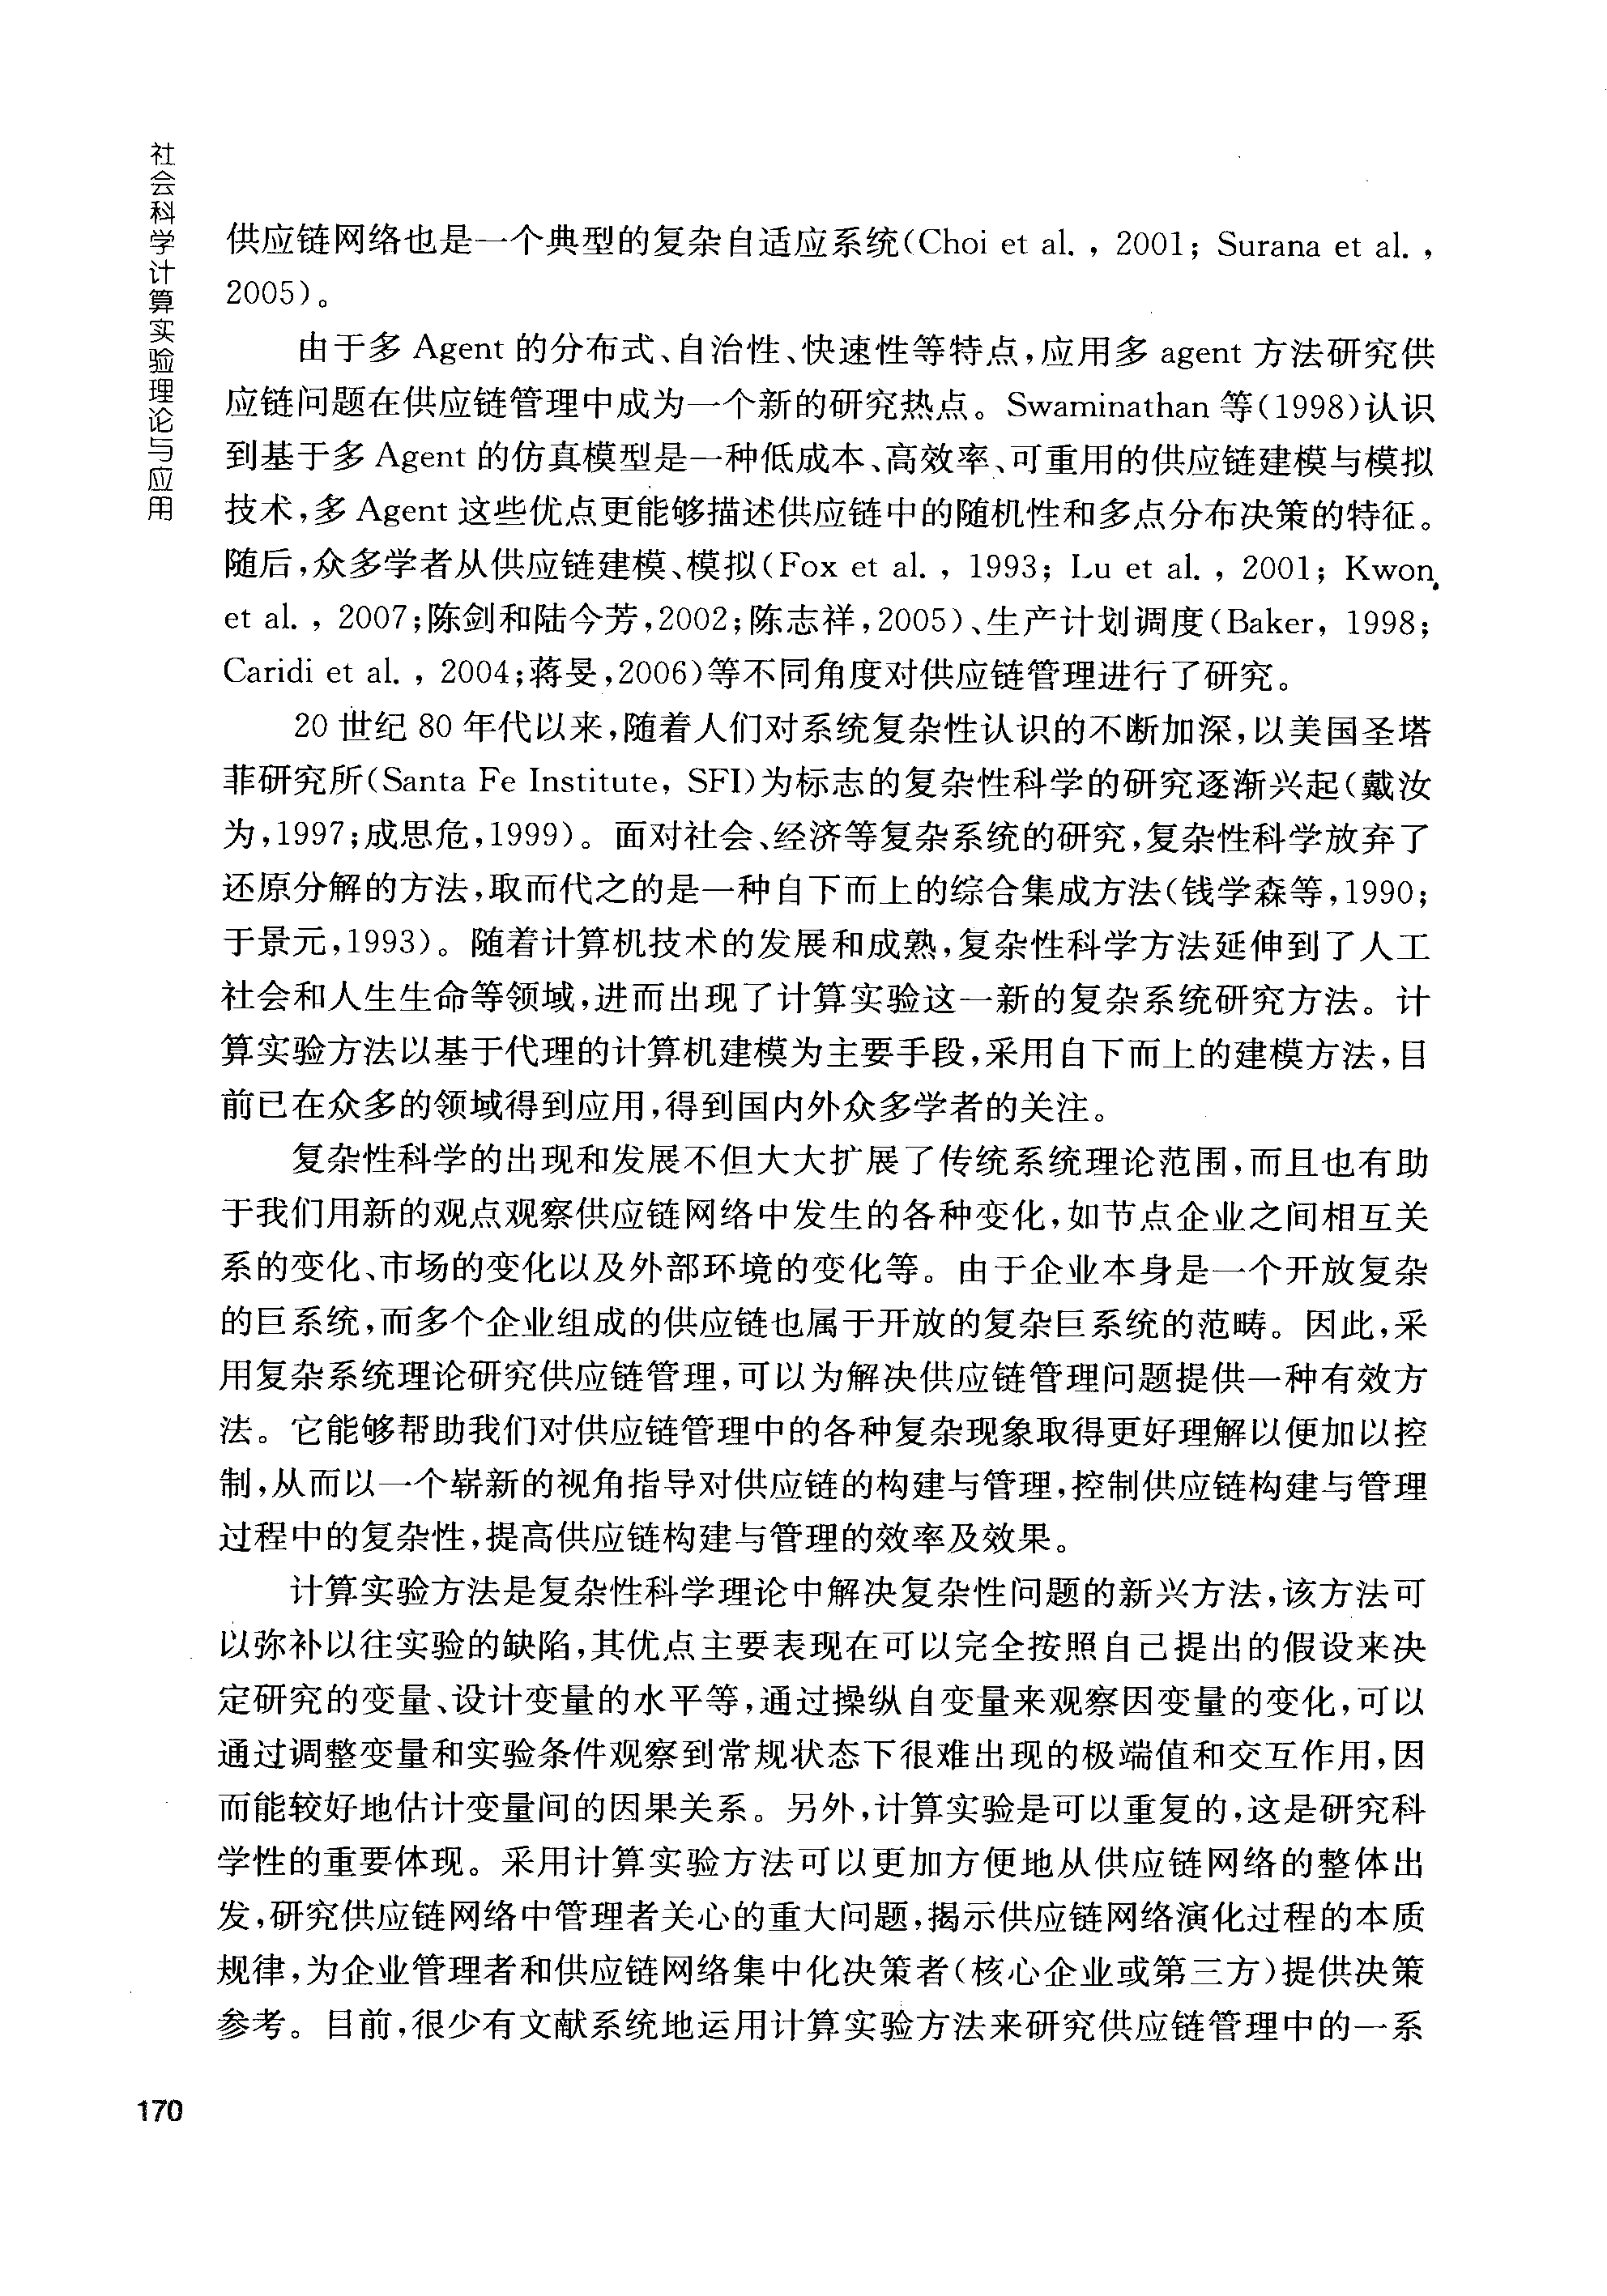 社会科学计算实验理论与应用
供应链网络也是一个典型的复杂自适应系统(Choi et al. , 2001; Surana et al. ,
2005)。
由于多 Agent 的分布式、自治性、快速性等特点,应用多 agent 方法研究供
应链问题在供应链管理中成为一个新的研究热点。Swaminathan 等(1998)认识
到基于多 Agent 的仿真模型是一种低成本、高效率、可重用的供应链建模与模拟
技术,多 Agent 这些优点更能够描述供应链中的随机性和多点分布决策的特征。
随后,众多学者从供应链建模、模拟(Fox et al. , 1993; Lu et al. , 2001; Kwon
et al. , 2007;陈剑和陆今芳,2002;陈志祥,2005)、生产计划调度(Baker, 1998;
Caridi et al. , 2004;蒋旻,2006)等不同角度对供应链管理进行了研究。
20 世纪 80 年代以来,随着人们对系统复杂性认识的不断加深,以美国圣塔
菲研究所(Santa Fe Institute, SFI)为标志的复杂性科学的研究逐渐兴起(戴汝
为,1997;成思危,1999)。面对社会、经济等复杂系统的研究,复杂性科学放弃了
还原分解的方法,取而代之的是一种自下而上的综合集成方法(钱学森等,1990;
于景元,1993)。随着计算机技术的发展和成熟,复杂性科学方法延伸到了人工
社会和人生生命等领域,进而出现了计算实验这一新的复杂系统研究方法。计
算实验方法以基于代理的计算机建模为主要手段,采用自下而上的建模方法,目
前已在众多的领域得到应用,得到国内外众多学者的关注。
复杂性科学的出现和发展不但大大扩展了传统系统理论范围,而且也有助
于我们用新的观点观察供应链网络中发生的各种变化,如节点企业之间相互关
系的变化、市场的变化以及外部环境的变化等。由于企业本身是一个开放复杂
的巨系统,而多个企业组成的供应链也属于开放的复杂巨系统的范畴。因此,采
用复杂系统理论研究供应链管理,可以为解决供应链管理问题提供一种有效方
法。它能够帮助我们对供应链管理中的各种复杂现象取得更好理解以便加以控
制,从而以一个崭新的视角指导对供应链的构建与管理,控制供应链构建与管理
过程中的复杂性,提高供应链构建与管理的效率及效果。
计算实验方法是复杂性科学理论中解决复杂性问题的新兴方法,该方法可
以弥补以往实验的缺陷,其优点主要表现在可以完全按照自己提出的假设来决
定研究的变量、设计变量的水平等,通过操纵自变量来观察因变量的变化,可以
通过调整变量和实验条件观察到常规状态下很难出现的极端值和交互作用,因
而能较好地估计变量间的因果关系。另外,计算实验是可以重复的,这是研究科
学性的重要体现。采用计算实验方法可以更加方便地从供应链网络的整体出
发,研究供应链网络中管理者关心的重大问题,揭示供应链网络演化过程的本质
规律,为企业管理者和供应链网络集中化决策者(核心企业或第三方)提供决策
参考。目前,很少有文献系统地运用计算实验方法来研究供应链管理中的一系
170